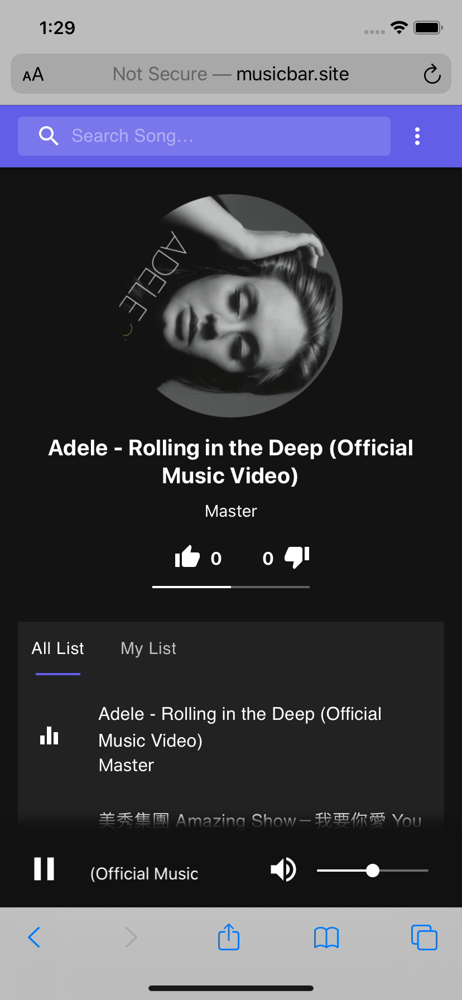 1:29
AA
Not Secure — musicbar.site
Search Song...
ADELE
Adele - Rolling in the Deep (Official
Music Video)
Master
0
0
All List
My List
Adele - Rolling in the Deep (Official
Music Video)
Master
美秀集團 Amazing Show－我要你愛 You
(Official Music